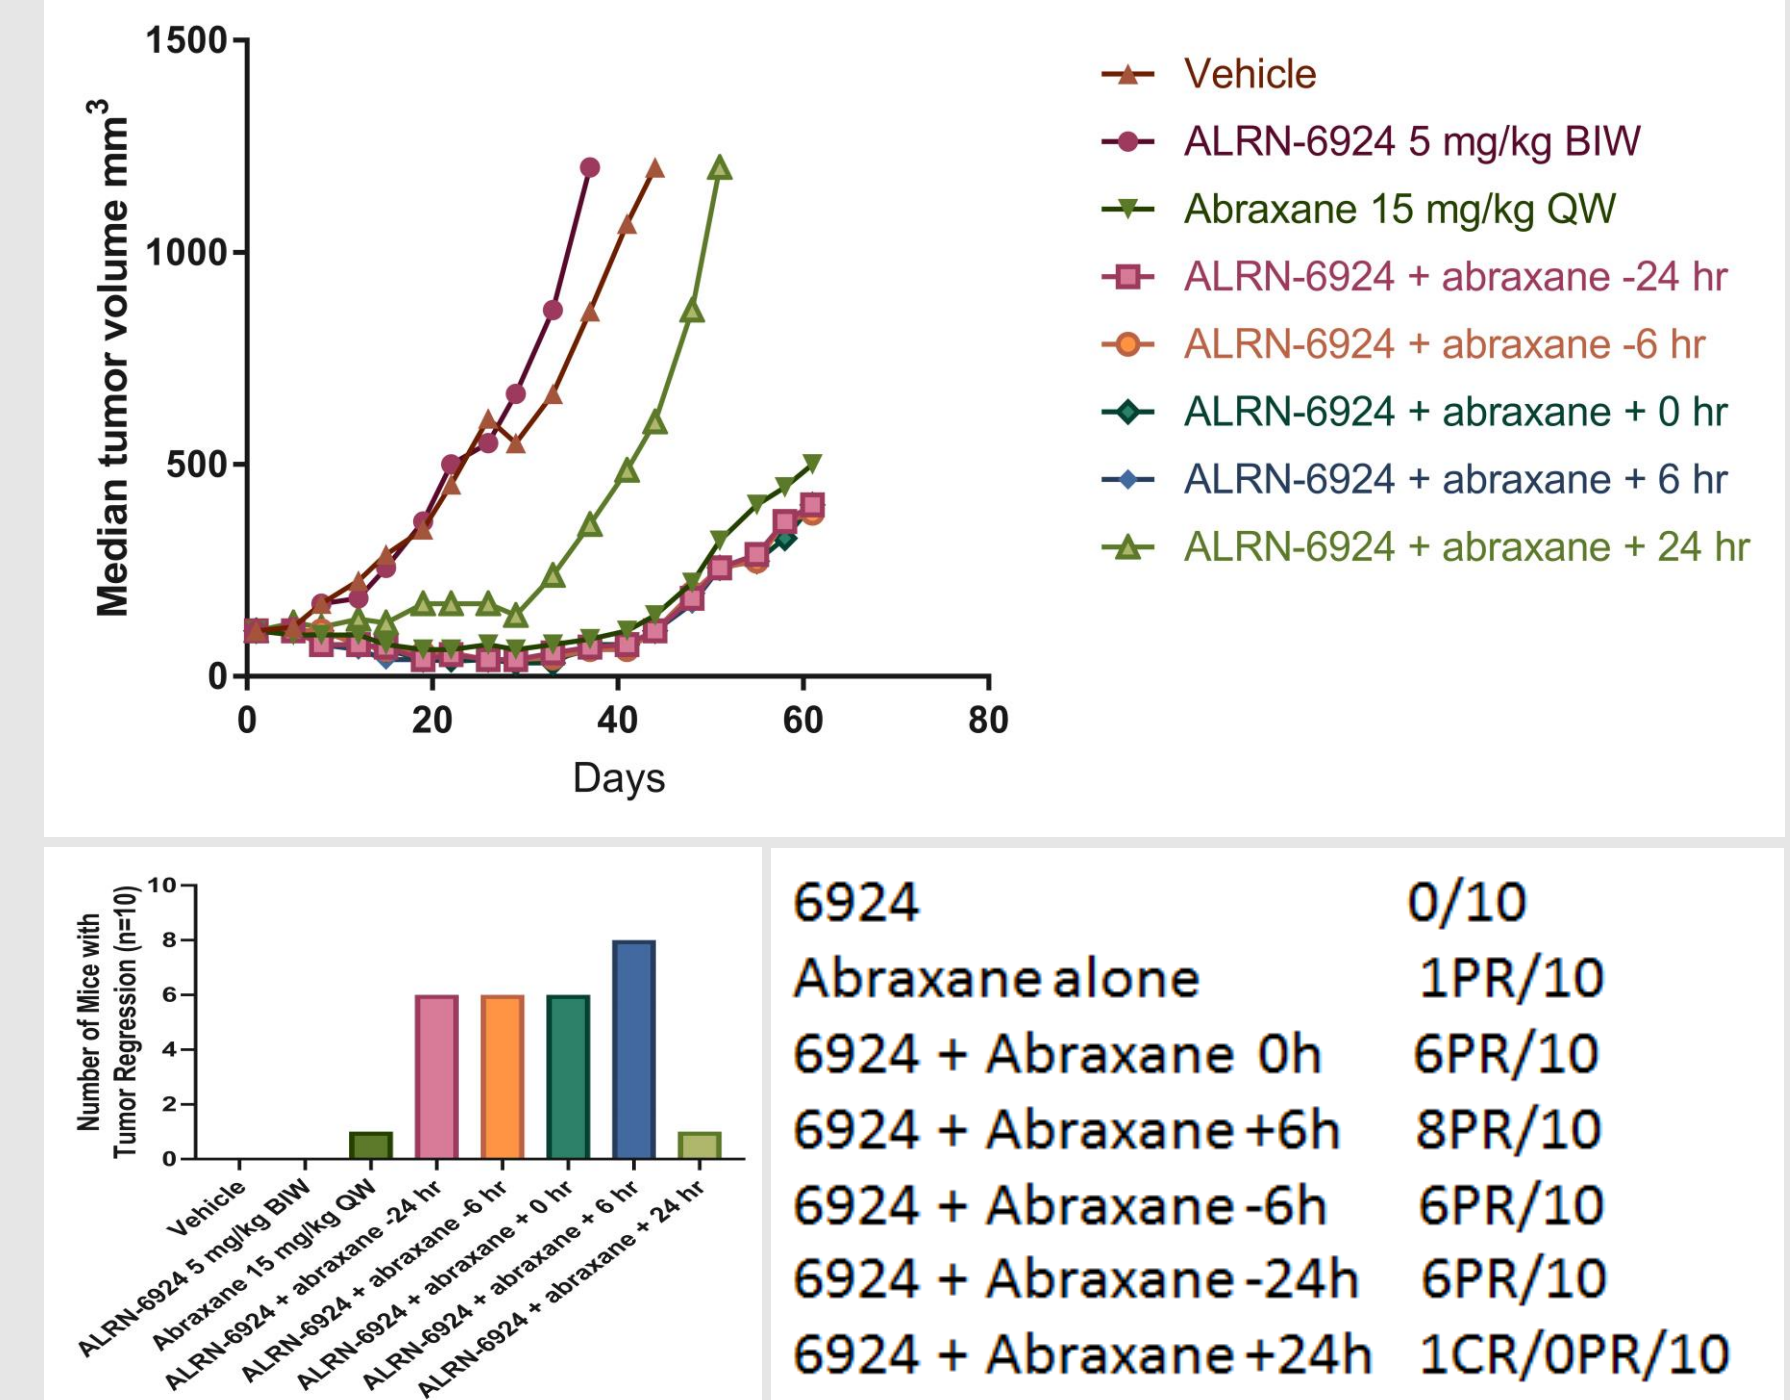 1500
1000
500
0
0 20 40 60 80
Median tumor volume mm³
Days
Vehicle
ALRN-6924 5 mg/kg BIW
Abraxane 15 mg/kg QW
ALRN-6924 + abraxane -24 hr
ALRN-6924 + abraxane -6 hr
ALRN-6924 + abraxane + 0 hr
ALRN-6924 + abraxane + 6 hr
ALRN-6924 + abraxane + 24 hr
Number of Mice with
Tumor Regression (n=10)
10
8
6
4
2
0
Vehicle
ALRN-6924 5 mg/kg BIW
Abraxane 15 mg/kg QW
ALRN-6924 + abraxane -24 hr
ALRN-6924 + abraxane -6 hr
ALRN-6924 + abraxane + 0 hr
ALRN-6924 + abraxane + 6 hr
ALRN-6924 + abraxane + 24 hr
6924 0/10
Abraxane alone 1PR/10
6924 + Abraxane 0h 6PR/10
6924 + Abraxane +6h 8PR/10
6924 + Abraxane -6h 6PR/10
6924 + Abraxane -24h 6PR/10
6924 + Abraxane +24h 1CR/0PR/10